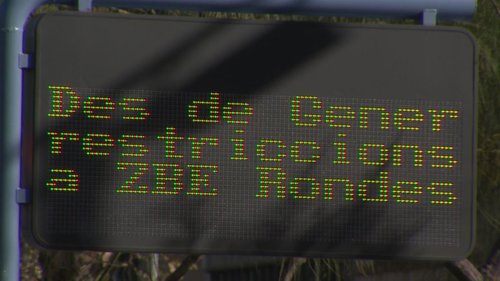 Des de Gener
restriccions
a ZBE Rondes